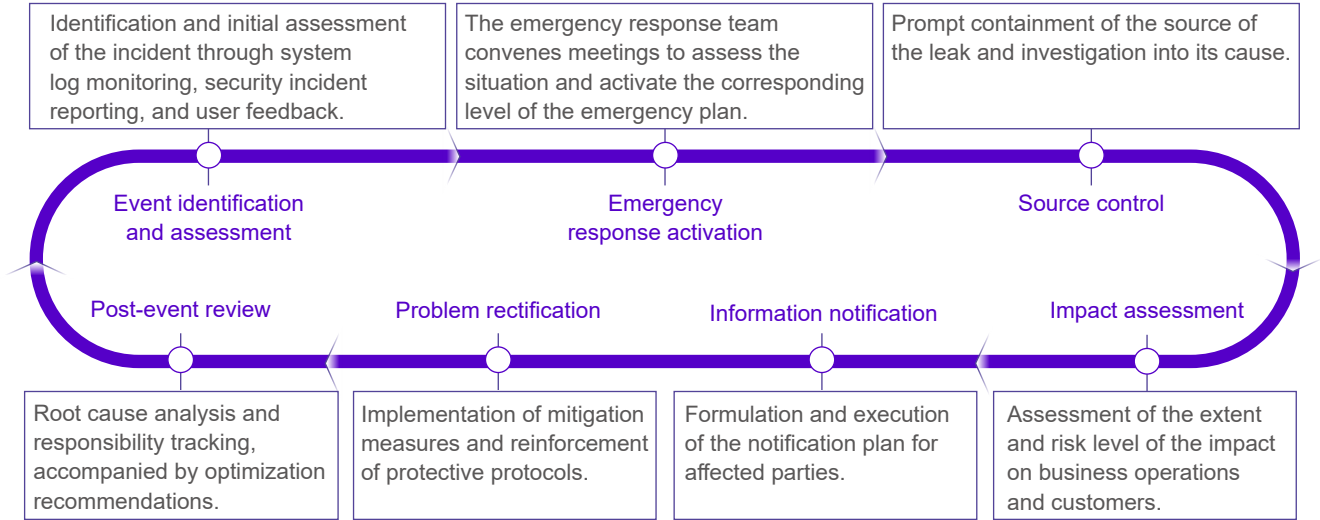 Identification and initial assessment
of the incident through system
log monitoring, security incident
reporting, and user feedback.
The emergency response team
convenes meetings to assess the
situation and activate the corresponding
level of the emergency plan.
Prompt containment of the source of
the leak and investigation into its cause.
Event identification
and assessment
Emergency
response activation
Source control
Post-event review
Problem rectification
Information notification
Impact assessment
Root cause analysis and
responsibility tracking,
accompanied by optimization
recommendations.
Implementation of mitigation
measures and reinforcement
of protective protocols.
Formulation and execution
of the notification plan for
affected parties.
Assessment of the extent
and risk level of the impact
on business operations
and customers.